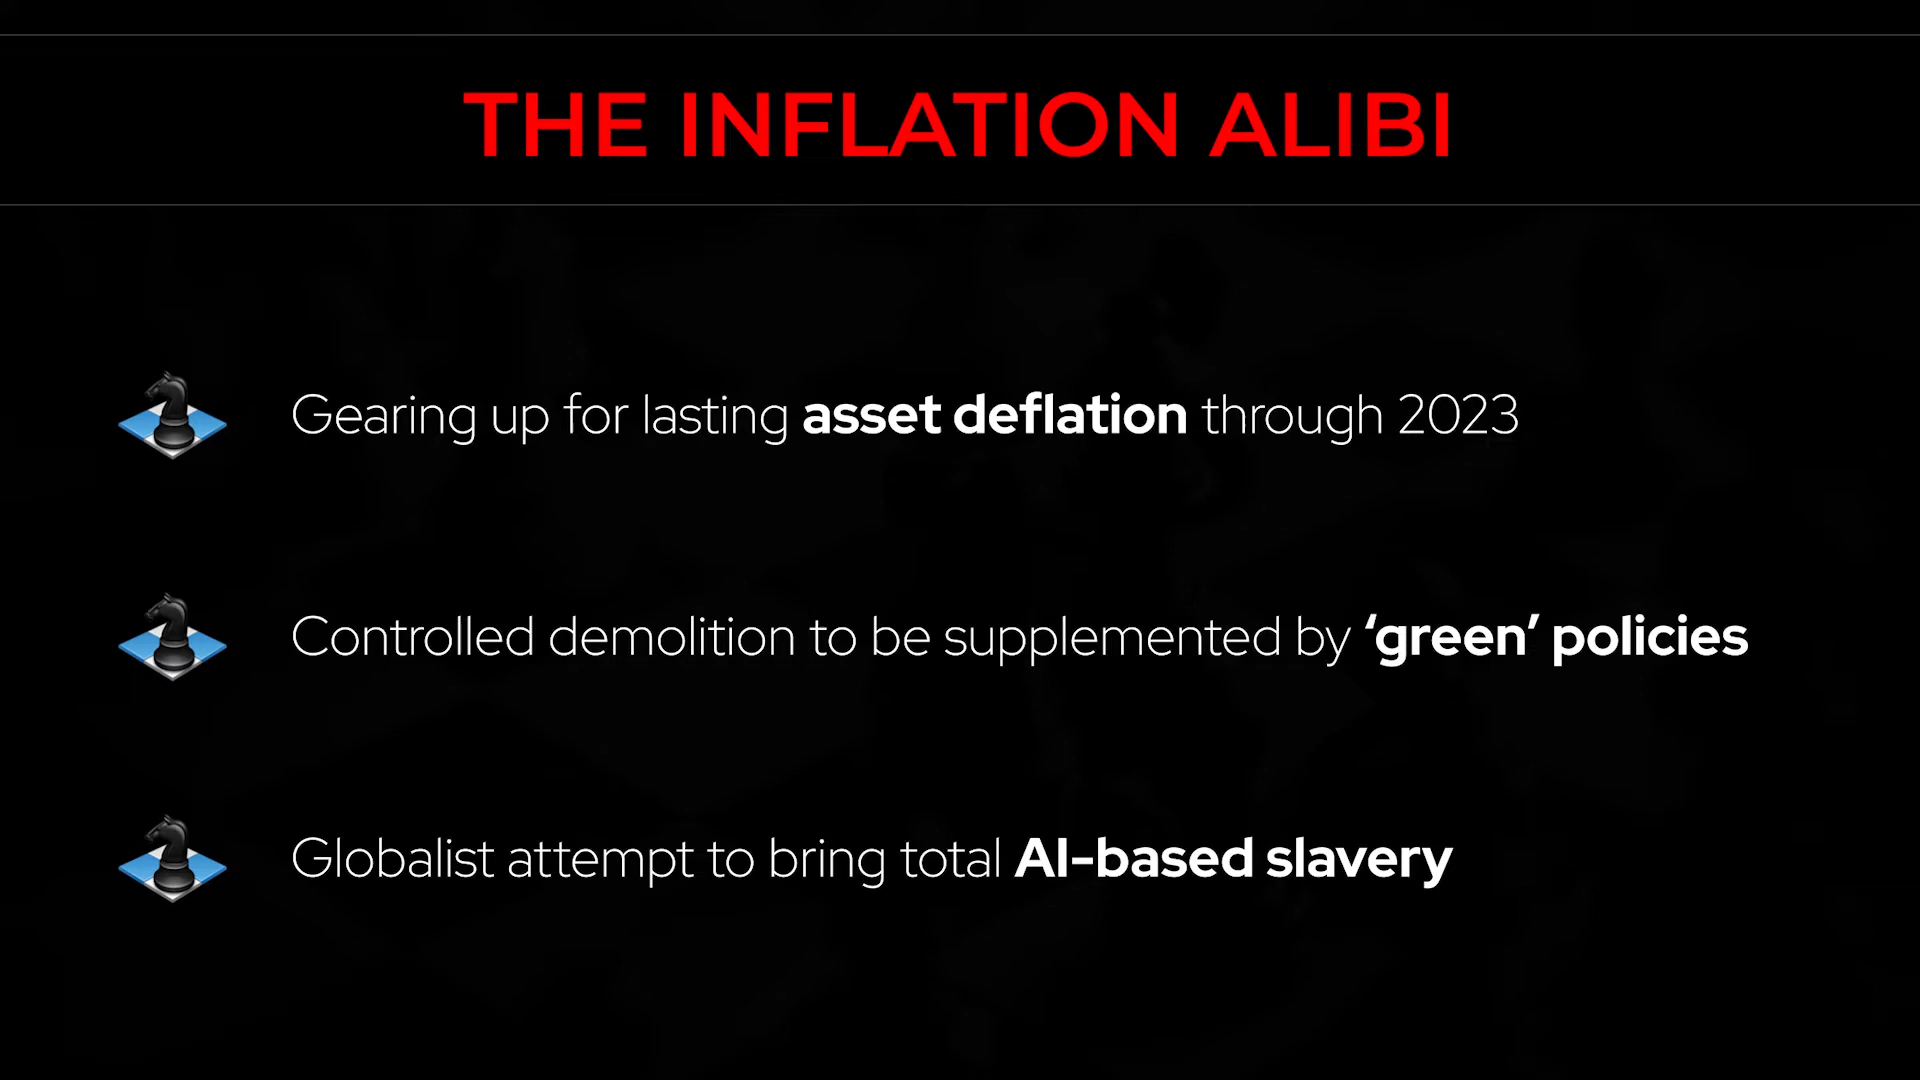 THE INFLATION ALIBI
Gearing up for lasting asset deflation through 2023
Controlled demolition to be supplemented by ‘green’ policies
Globalist attempt to bring total AI-based slavery